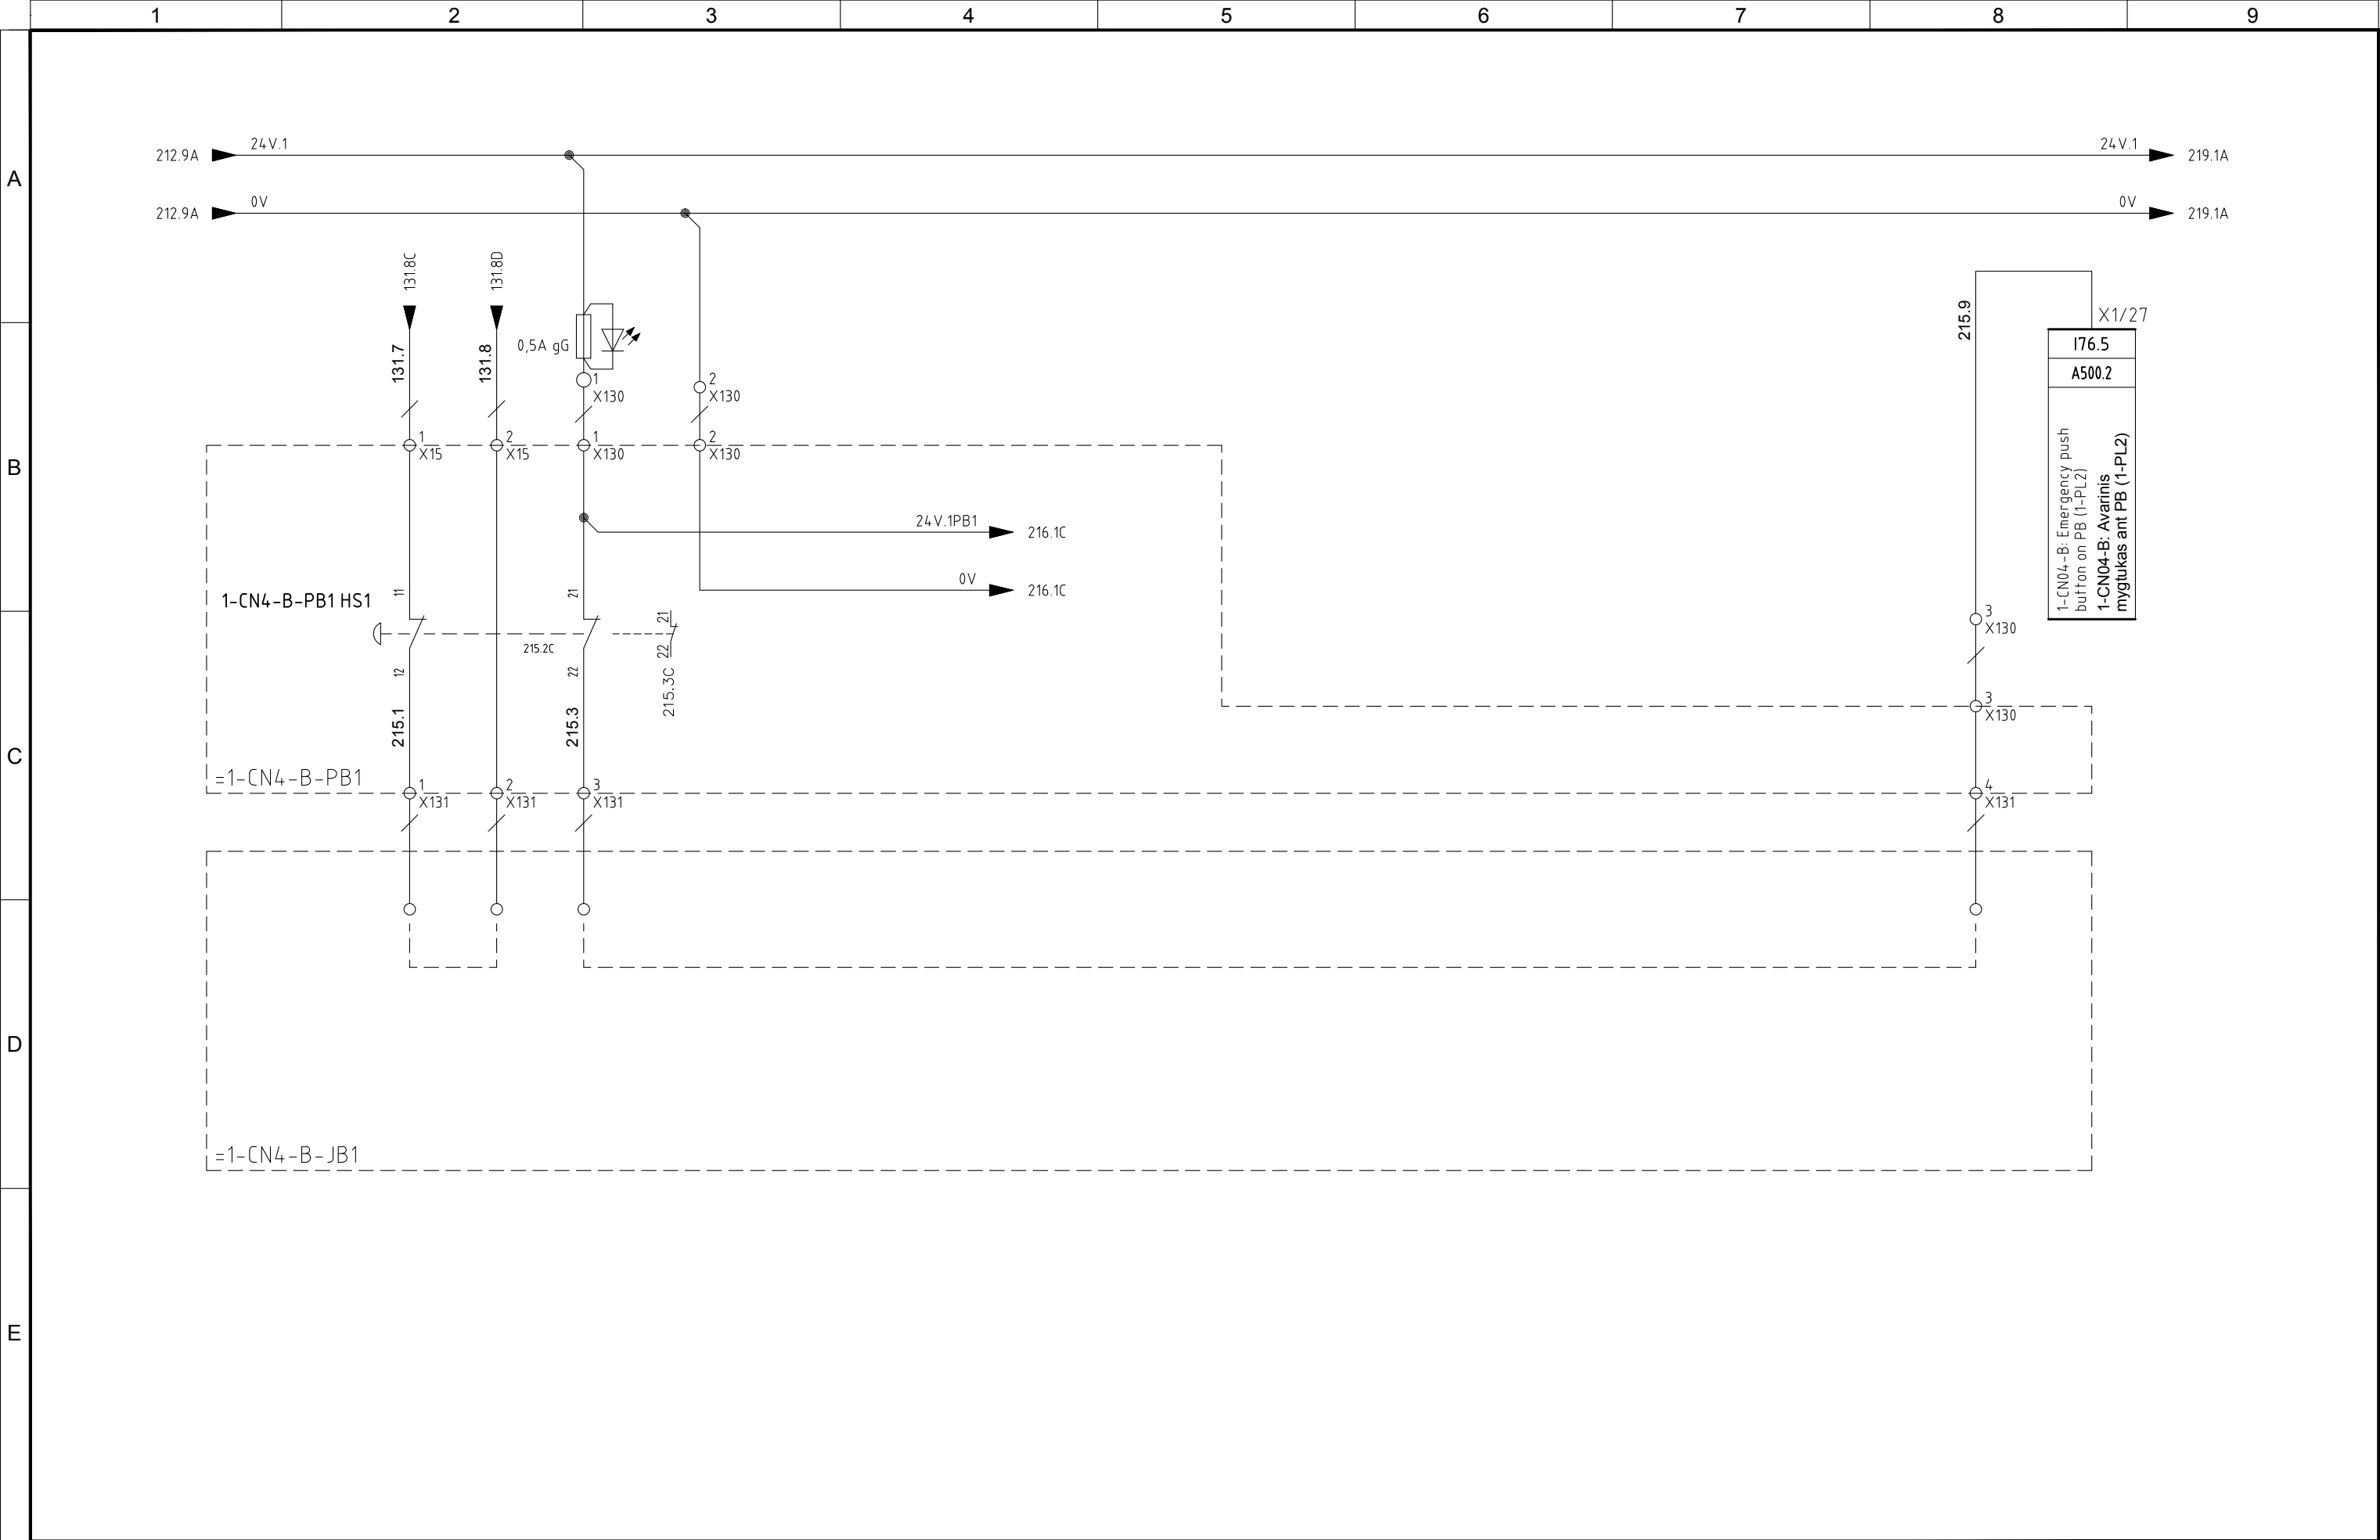 1 2 3 4 5 6 7 8 9
A
B
C
D
E
212.9A 24V.1 24V.1 219.1A
212.9A 0V 0V 219.1A
131.8C
131.8D
131.7
131.8
0,5A gG
1
X130
2
X130
1
X15
2
X15
1
X130
2
X130
24V.1PB1 216.1C
0V 216.1C
1-CN4-B-PB1 HS1
11
12
21
22
215.2C
21
22
215.3C
215.1
215.3
=1-CN4-B-PB1
1
X131
2
X131
3
X131
215.9
X1/27
I76.5
A500.2
1-CN04-B: Emergency push
button on PB (1-PL2)
1-CN04-B: Avarinis
mygtukas ant PB (1-PL2)
3
X130
3
X130
4
X131
=1-CN4-B-JB1